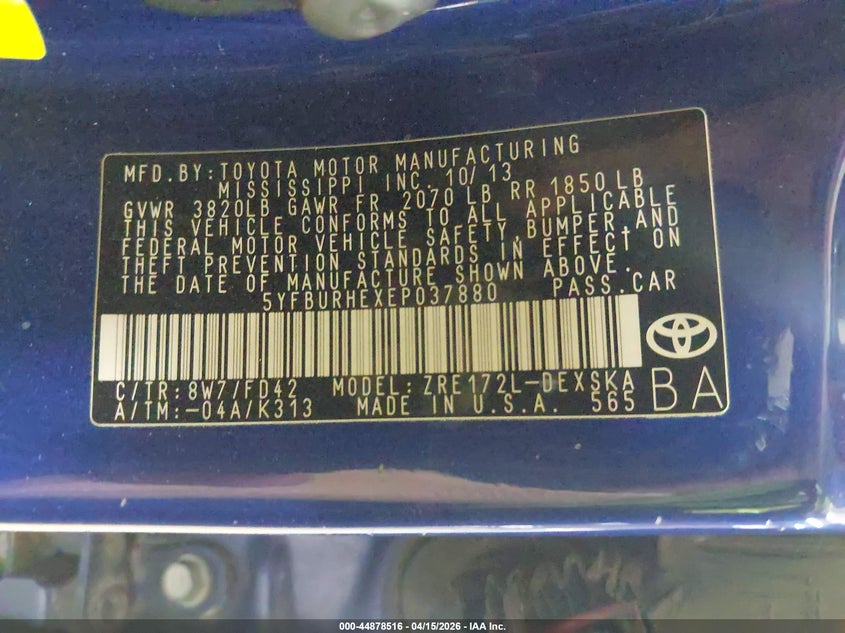 MFD.BY:TOYOTA MOTOR MANUFACTURING
MISSISSIPPI INC. 10/13
GVWR 3820LB GAWR FR 2070 LB RR 1850 LB
THIS VEHICLE CONFORMS TO ALL APPLICABLE
FEDERAL MOTOR VEHICLE SAFETY, BUMPER, AND
THEFT PREVENTION STANDARDS IN EFFECT ON
THE DATE OF MANUFACTURE SHOWN ABOVE.
5YFBURHEXEP037880 PASS.CAR
C/TR:8W7/FD42 MODEL:ZRE172L-DEXSKA
A/TM:-04A/K313 MADE IN U.S.A. 565
BA
000-44878516 - 04/15/2026 - IAA Inc.